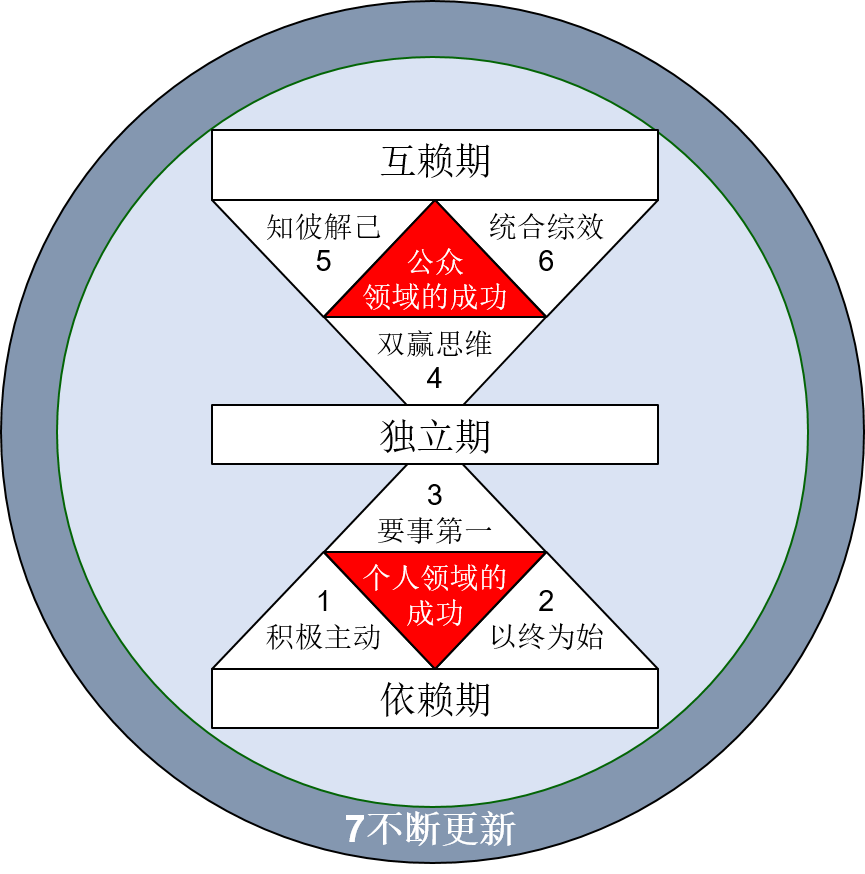 互赖期
知彼解己
5
公众
领域的成功
统合综效
6
双赢思维
4
独立期
3
要事第一
个人领域的
成功
1
积极主动
2
以终为始
依赖期
7不断更新